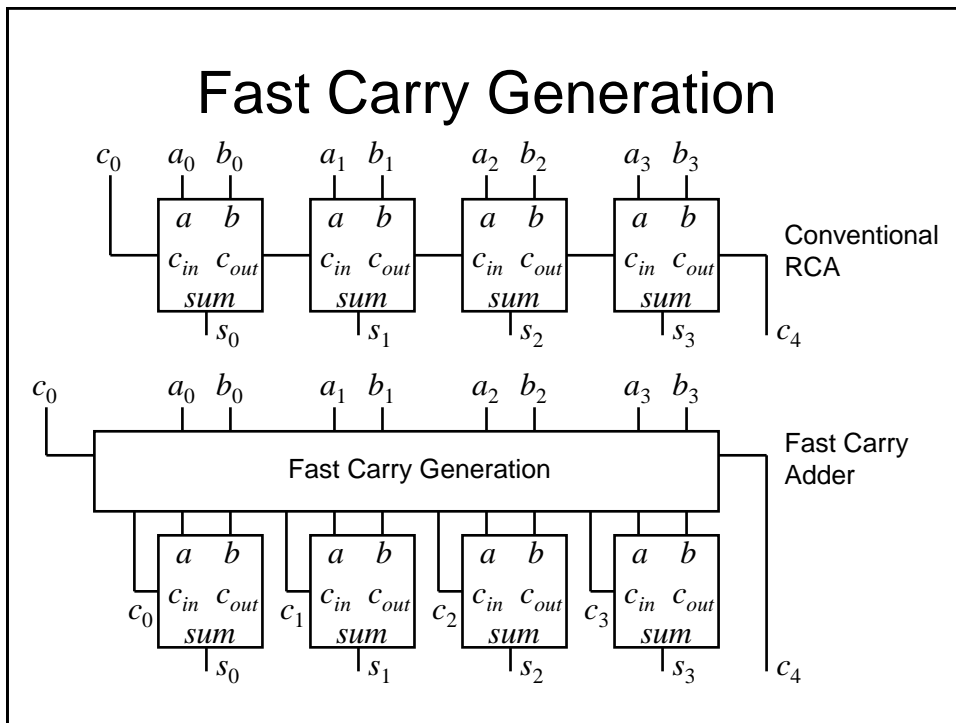 Fast Carry Generation
c0 a0 b0 a1 b1 a2 b2 a3 b3
a b a b a b a b
cin cout cin cout cin cout cin cout
sum sum sum sum
Conventional
RCA
s0 s1 s2 s3 c4
c0 a0 b0 a1 b1 a2 b2 a3 b3
Fast Carry Generation
Fast Carry
Adder
a b a b a b a b
c0 cin cout c1 cin cout c2 cin cout c3 cin cout
sum sum sum sum
s0 s1 s2 s3 c4